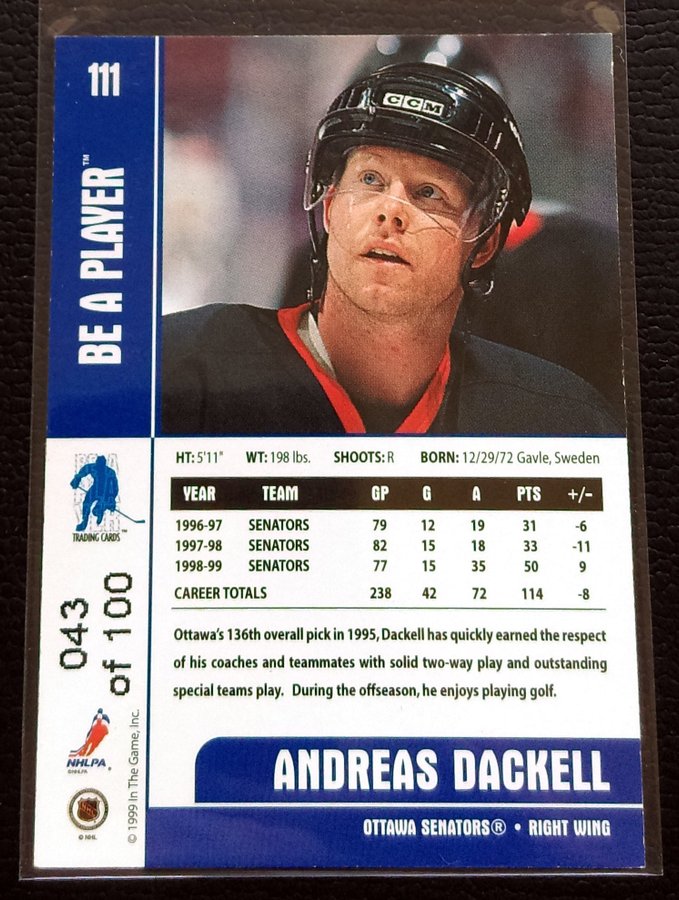 111
BE A PLAYER™
CCM
HT: 5'11" WT: 198 lbs. SHOOTS: R BORN: 12/29/72 Gavle, Sweden
YEAR TEAM GP G A PTS +/-
1996-97 SENATORS 79 12 19 31 -6
1997-98 SENATORS 82 15 18 33 -11
1998-99 SENATORS 77 15 35 50 9
CAREER TOTALS 238 42 72 114 -8
Ottawa's 136th overall pick in 1995, Dackell has quickly earned the respect
of his coaches and teammates with solid two-way play and outstanding
special teams play. During the offseason, he enjoys playing golf.
TRADING CARDS™
043
of 100
NHLPA.
©NHLPA
© NHL
© 1999 In The Game, Inc.
ANDREAS DACKELL
OTTAWA SENATORS® • RIGHT WING